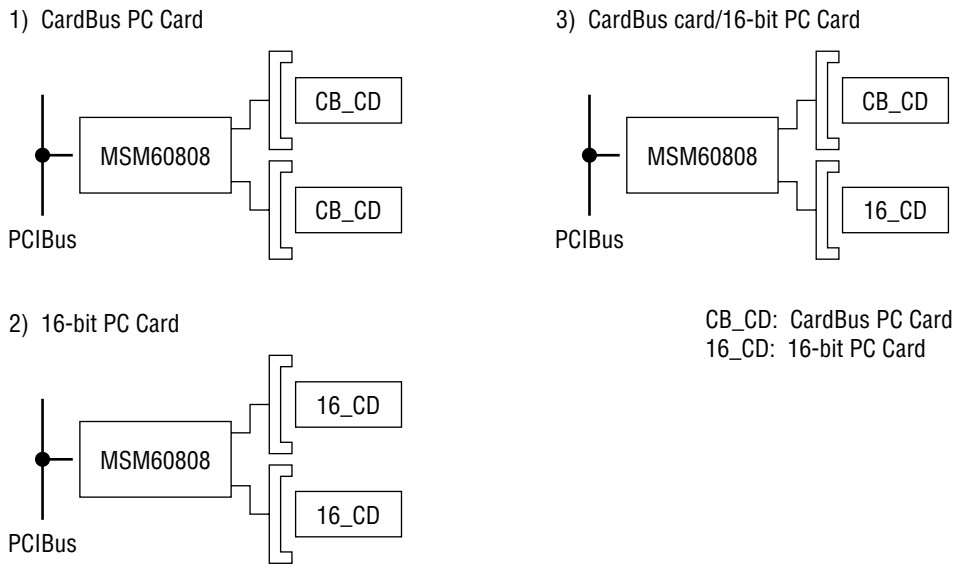 1) CardBus PC Card
CB_CD
MSM60808
CB_CD
PCIBus
2) 16-bit PC Card
16_CD
MSM60808
16_CD
PCIBus
3) CardBus card/16-bit PC Card
CB_CD
MSM60808
16_CD
PCIBus
CB_CD: CardBus PC Card
16_CD: 16-bit PC Card